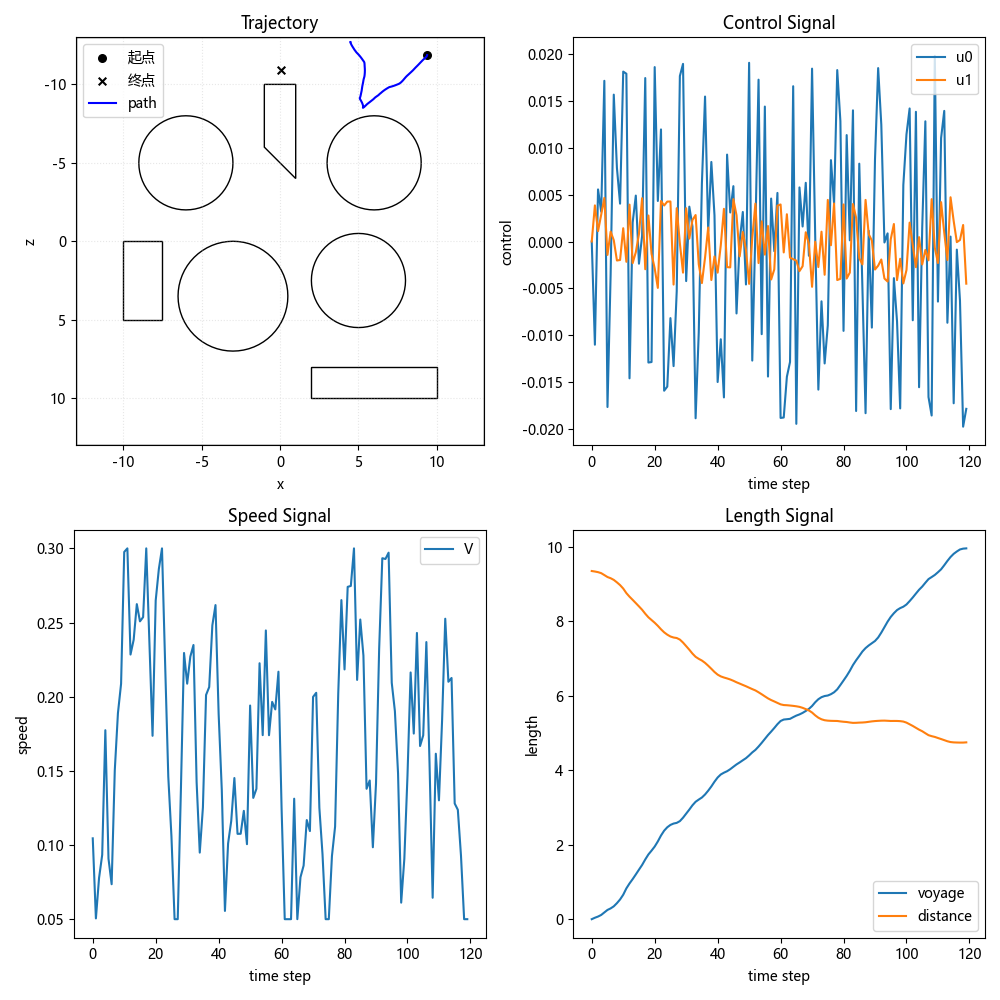 Trajectory
起点
终点
path
-10
-5
0
5
10
z
-10
-5
0
5
10
x
Control Signal
u0
u1
0.020
0.015
0.010
0.005
0.000
-0.005
-0.010
-0.015
-0.020
control
0
20
40
60
80
100
120
time step
Speed Signal
V
0.30
0.25
0.20
0.15
0.10
0.05
speed
0
20
40
60
80
100
120
time step
Length Signal
10
8
6
4
2
0
length
voyage
distance
0
20
40
60
80
100
120
time step